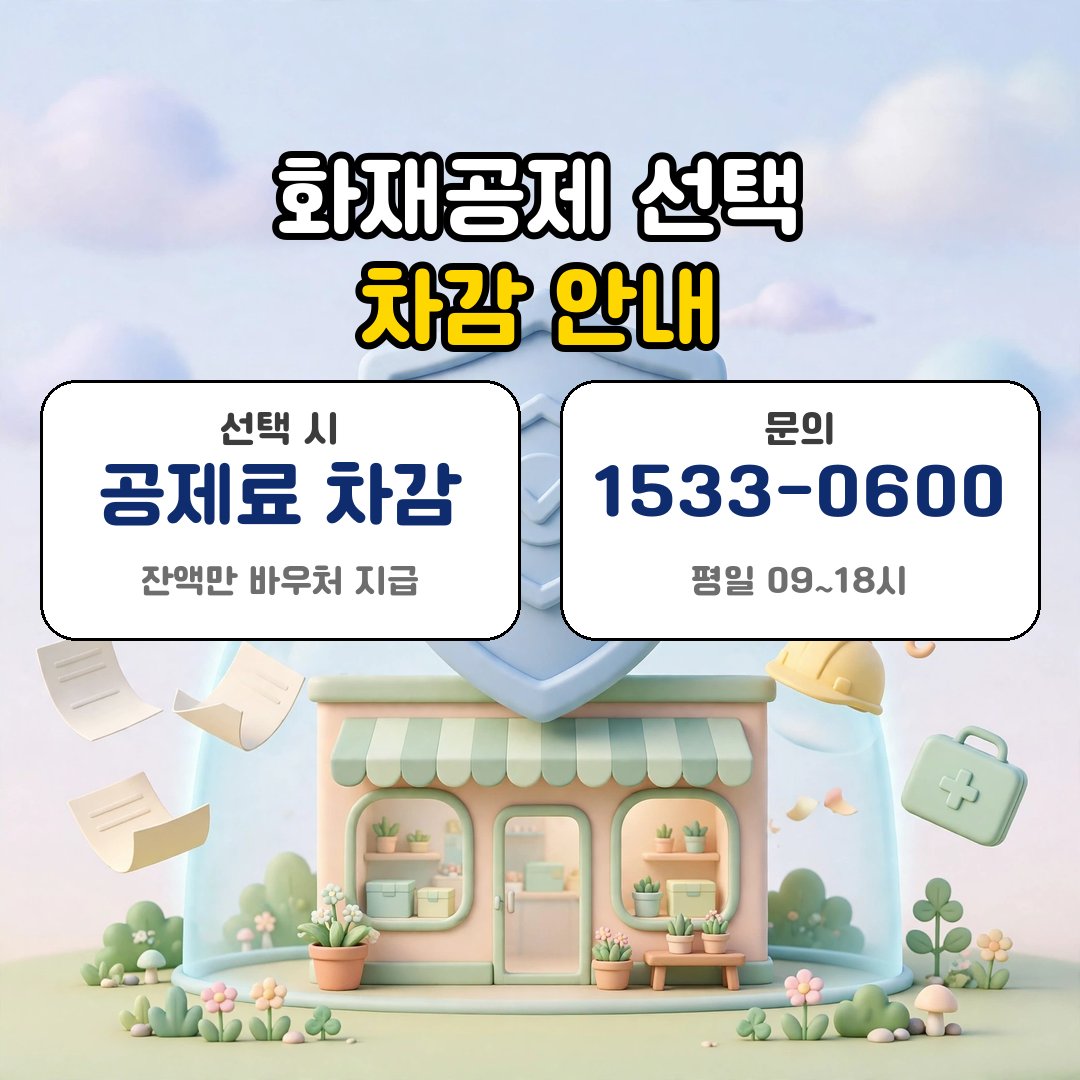 화재공제 선택
차감 안내
선택 시
공제료 차감
잔액만 바우처 지급
문의
1533-0600
평일 09~18시